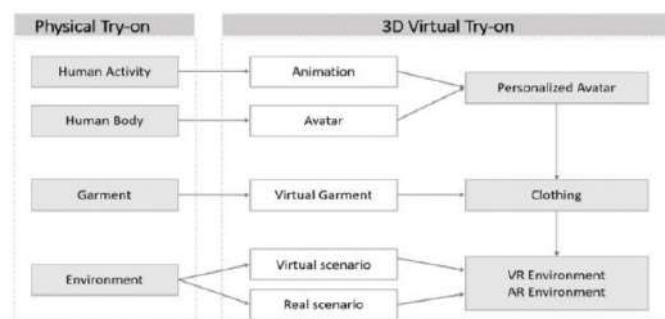 Physical Try-on
3D Virtual Try-on
Human Activity
Animation
Personalized Avatar
Human Body
Avatar
Garment
Virtual Garment
Clothing
Environment
Virtual scenario
Real scenario
VR Environment
AR Environment